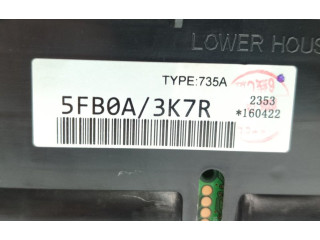 LOWER HOUS
TYPE:735A
5FB0A/3K7R
2353
*160422